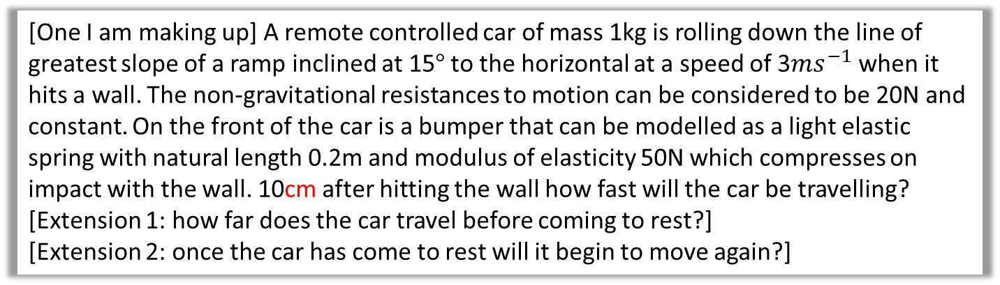 [One I am making up] A remote controlled car of mass 1kg is rolling down the line of
greatest slope of a ramp inclined at 15° to the horizontal at a speed of 3ms⁻¹ when it
hits a wall. The non-gravitational resistances to motion can be considered to be 20N and
constant. On the front of the car is a bumper that can be modelled as a light elastic
spring with natural length 0.2m and modulus of elasticity 50N which compresses on
impact with the wall. 10cm after hitting the wall how fast will the car be travelling?
[Extension 1: how far does the car travel before coming to rest?]
[Extension 2: once the car has come to rest will it begin to move again?]